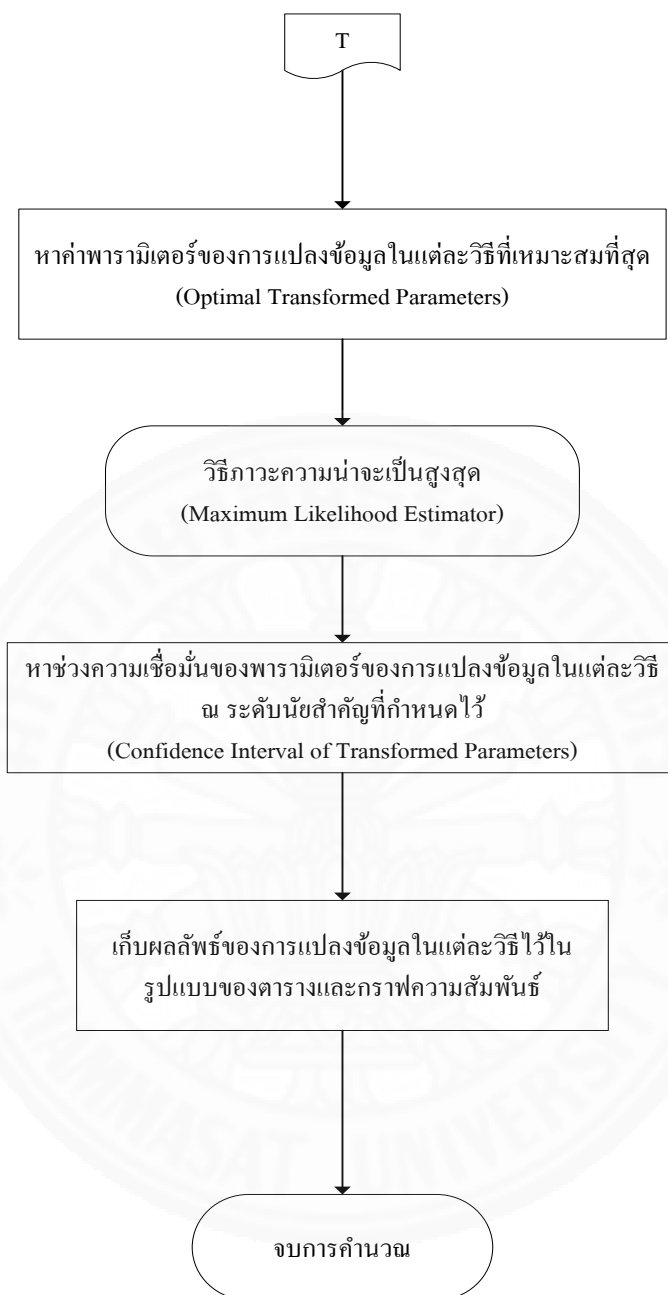 T
หาค่าพารามิเตอร์ของการแปลงข้อมูลในแต่ละวิธีที่เหมาะสมที่สุด
(Optimal Transformed Parameters)
วิธีภาวะความน่าจะเป็นสูงสุด
(Maximum Likelihood Estimator)
หาช่วงความเชื่อมั่นของพารามิเตอร์ของการแปลงข้อมูลในแต่ละวิธี
ณ ระดับนัยสำคัญที่กำหนดไว้
(Confidence Interval of Transformed Parameters)
เก็บผลลัพธ์ของการแปลงข้อมูลในแต่ละวิธีไว้ใน
รูปแบบของตารางและกราฟความสัมพันธ์
THAMMASAT UNIVERSIT
จบการคำนวณ